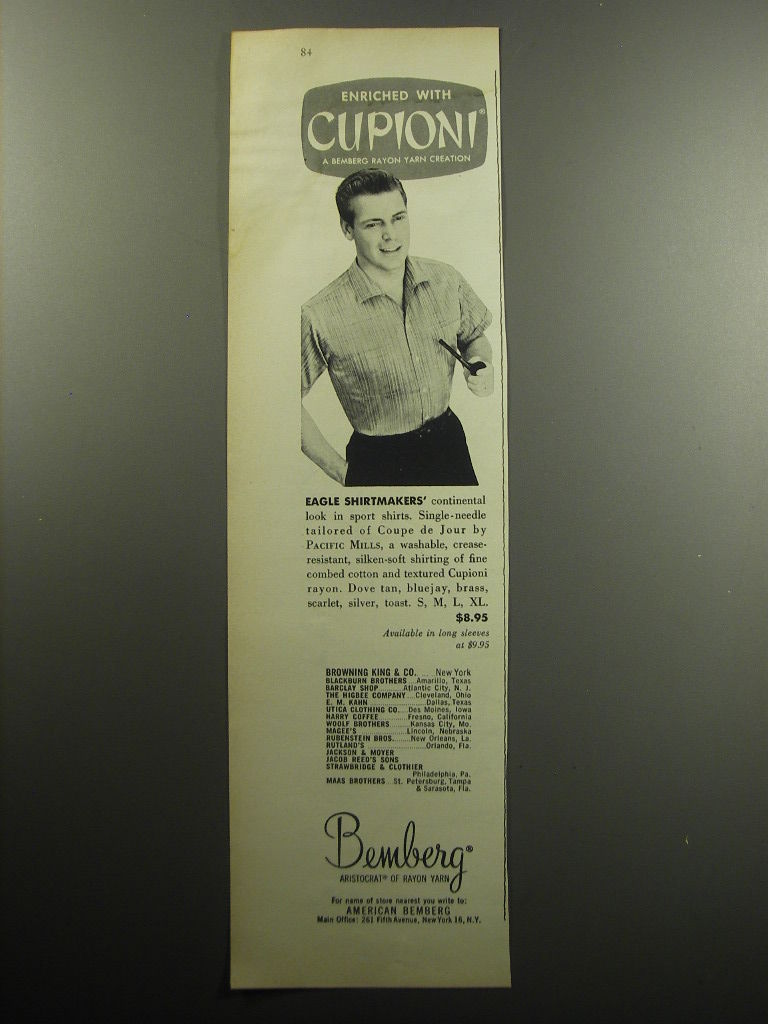 84
ENRICHED WITH
CUPIONI®
A BEMBERG RAYON YARN CREATION
EAGLE SHIRTMAKERS' continental
look in sport shirts. Single-needle
tailored of Coupe de Jour by
PACIFIC MILLS, a washable, crease-
resistant, silken-soft shirting of fine
combed cotton and textured Cupioni
rayon. Dove tan, bluejay, brass,
scarlet, silver, toast. S, M, L, XL.
$8.95
Available in long sleeves
at $9.95
BROWNING KING & CO. .... New York
BLACKBURN BROTHERS...Amarillo, Texas
BARCLAY SHOP.........Atlantic City, N. J.
THE HIGBEE COMPANY...Cleveland, Ohio
E. M. KAHN....................Dallas, Texas
UTICA CLOTHING CO...Des Moines, Iowa
HARRY COFFEE..........Fresno, California
WOOLF BROTHERS.......Kansas City, Mo.
MAGEE'S..................Lincoln, Nebraska
RUBENSTEIN BROS.......New Orleans, La.
RUTLAND'S......................Orlando, Fla.
JACKSON & MOYER
JACOB REED'S SONS
STRAWBRIDGE & CLOTHIER
Philadelphia, Pa.
MAAS BROTHERS...St. Petersburg, Tampa
& Sarasota, Fla.
Bemberg®
ARISTOCRAT® OF RAYON YARN
For name of store nearest you write to:
AMERICAN BEMBERG
Main Office: 261 Fifth Avenue, New York 16, N.Y.